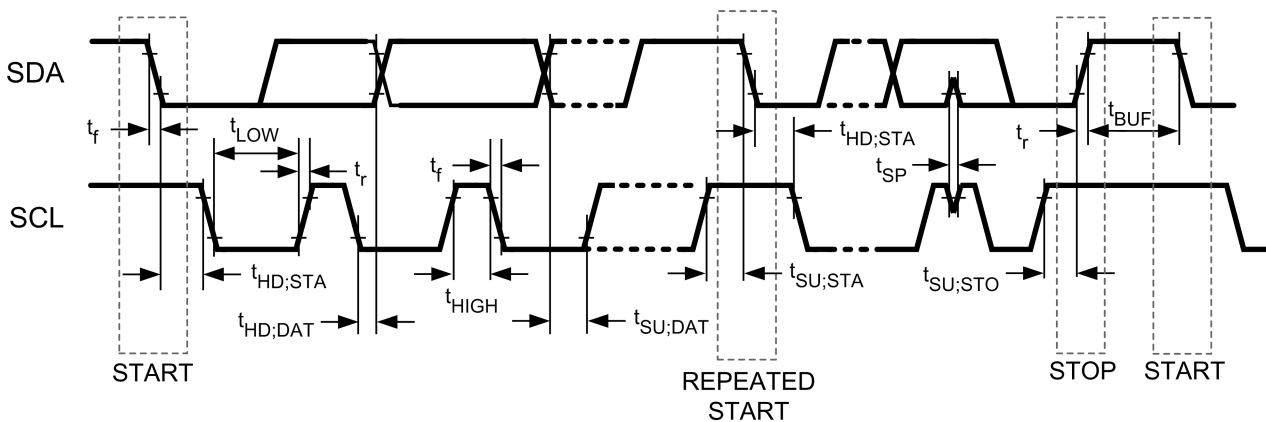 SDA
t_f
t_LOW
t_r
t_f
t_HD;STA
t_SP
t_r
t_BUF
SCL
t_HD;STA
t_HD;DAT
t_HIGH
t_SU;DAT
t_SU;STA
t_SU;STO
START
REPEATED
START
STOP
START